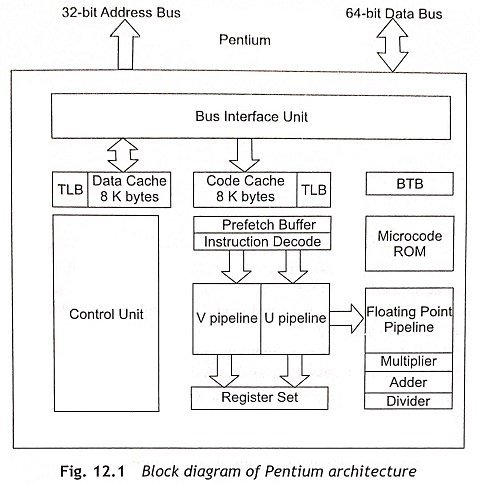 32-bit Address Bus
64-bit Data Bus
Pentium
Bus Interface Unit
TLB
Data Cache
8 K bytes
Code Cache
8 K bytes
TLB
BTB
Prefetch Buffer
Instruction Decode
Microcode
ROM
Control Unit
V pipeline
U pipeline
Floating Point
Pipeline
Multiplier
Adder
Divider
Register Set
Fig. 12.1 Block diagram of Pentium architecture